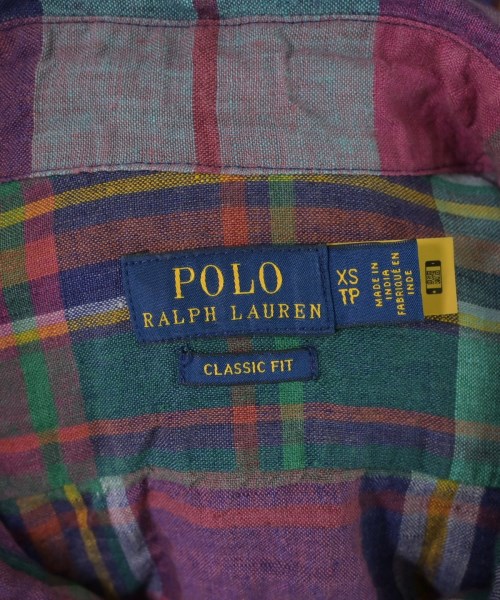 POLO
RALPH LAUREN
XS
TP
MADE IN
INDIA
FABRIQUÉ EN
INDE
CLASSIC FIT